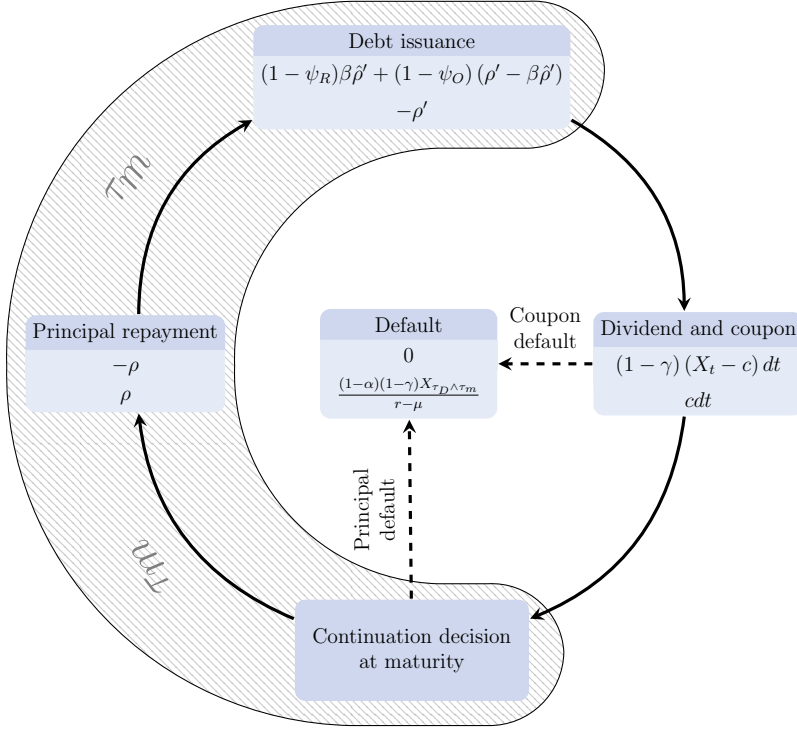 Debt issuance
(1 − ψ_R)βρ̂′ + (1 − ψ_O) (ρ′ − βρ̂′)
−ρ′
τm
Principal repayment
−ρ
ρ
Default
0
(1−α)(1−γ)X_{τ_D∧τ_m}
r−μ
Coupon
default
Dividend and coupon
(1 − γ) (X_t − c) dt
cdt
Principal
default
τm
Continuation decision
at maturity